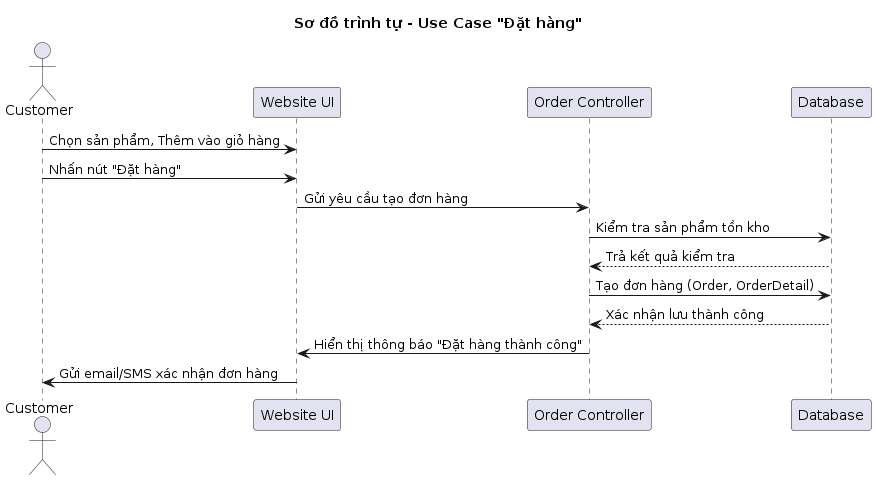 Sơ đồ trình tự - Use Case "Đặt hàng"
Customer
Website UI
Order Controller
Database
Chọn sản phẩm, Thêm vào giỏ hàng
Nhấn nút "Đặt hàng"
Gửi yêu cầu tạo đơn hàng
Kiểm tra sản phẩm tồn kho
Trả kết quả kiểm tra
Tạo đơn hàng (Order, OrderDetail)
Xác nhận lưu thành công
Hiển thị thông báo "Đặt hàng thành công"
Gửi email/SMS xác nhận đơn hàng
Customer
Website UI
Order Controller
Database